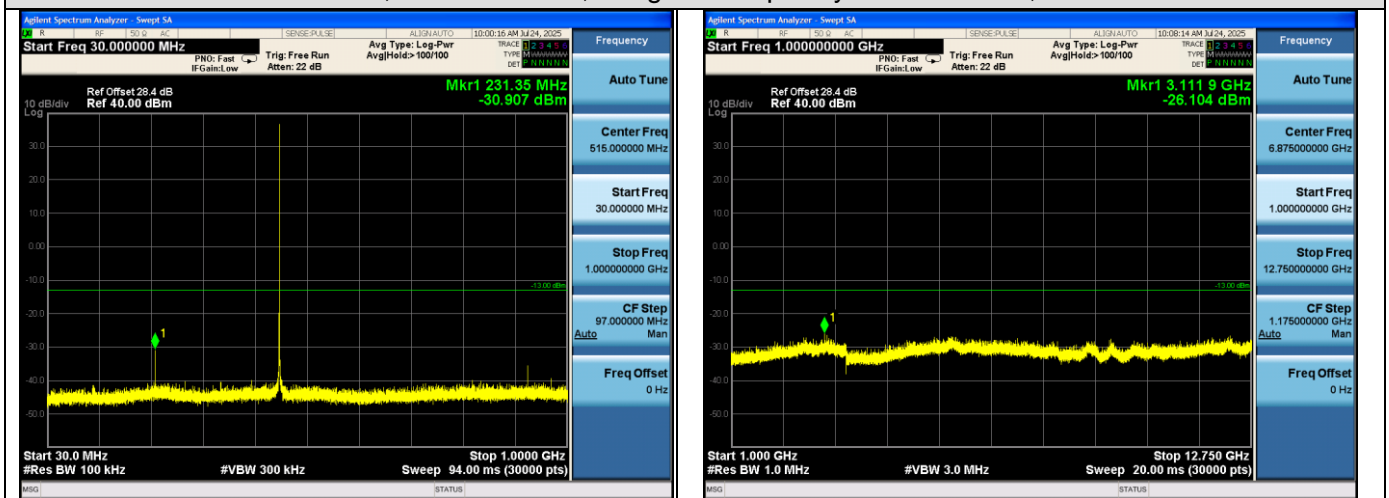 Agilent Spectrum Analyzer - Swept SA
R RF 50 Ω AC SENSE:PULSE ALIGN AUTO 10:00:16 AM Jul 24, 2025
Start Freq 30.000000 MHz
PNO: Fast
IFGain:Low
Trig: Free Run
Atten: 22 dB
Avg Type: Log-Pwr
Avg|Hold:>100/100
TRACE 1 2 3 4 5 6
TYPE
DET P N N N N N
Ref Offset 28.4 dB
10 dB/div Ref 40.00 dBm
Log
Mkr1 231.35 MHz
-30.907 dBm
30.0
20.0
10.0
0.00
-10.0
-13.00 dBm
-20.0
1
-30.0
-40.0
-50.0
Start 30.0 MHz Stop 1.0000 GHz
#Res BW 100 kHz #VBW 300 kHz Sweep 94.00 ms (30000 pts)
MSG STATUS
Frequency
Auto Tune
Center Freq
515.000000 MHz
Start Freq
30.000000 MHz
Stop Freq
1.000000000 GHz
CF Step
97.000000 MHz
Auto Man
Freq Offset
0 Hz
Agilent Spectrum Analyzer - Swept SA
R RF 50 Ω AC SENSE:PULSE ALIGN AUTO 10:08:14 AM Jul 24, 2025
Start Freq 1.000000000 GHz
PNO: Fast
IFGain:Low
Trig: Free Run
Atten: 22 dB
Avg Type: Log-Pwr
Avg|Hold:>100/100
TRACE 1 2 3 4 5 6
TYPE
DET P N N N N N
Ref Offset 28.4 dB
10 dB/div Ref 40.00 dBm
Log
Mkr1 3.111 9 GHz
-26.104 dBm
30.0
20.0
10.0
0.00
-10.0
-13.00 dBm
-20.0
1
-30.0
-40.0
-50.0
Start 1.000 GHz Stop 12.750 GHz
#Res BW 1.0 MHz #VBW 3.0 MHz Sweep 20.00 ms (30000 pts)
MSG STATUS
Frequency
Auto Tune
Center Freq
6.875000000 GHz
Start Freq
1.000000000 GHz
Stop Freq
12.750000000 GHz
CF Step
1.175000000 GHz
Auto Man
Freq Offset
0 Hz